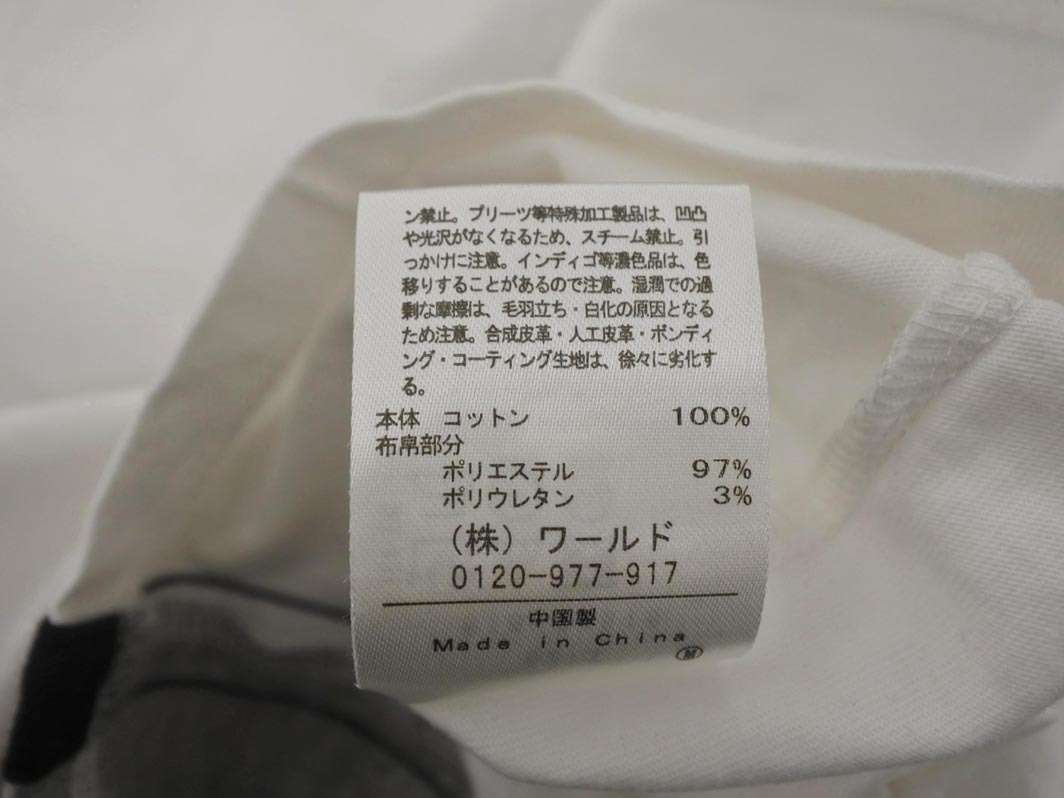 ン禁止。プリーツ等特殊加工製品は、凹凸
や光沢がなくなるため、スチーム禁止。引
っかけに注意。インディゴ等濃色品は、色
移りすることがあるので注意。湿潤での過
剰な摩擦は、毛羽立ち・白化の原因となる
ため注意。合成皮革・人工皮革・ボンディ
ング・コーティング生地は、徐々に劣化す
る。
本体 コットン 100%
布帛部分
ポリエステル 97%
ポリウレタン 3%
(株)ワールド
0120-977-917
中国製
Made in China
M